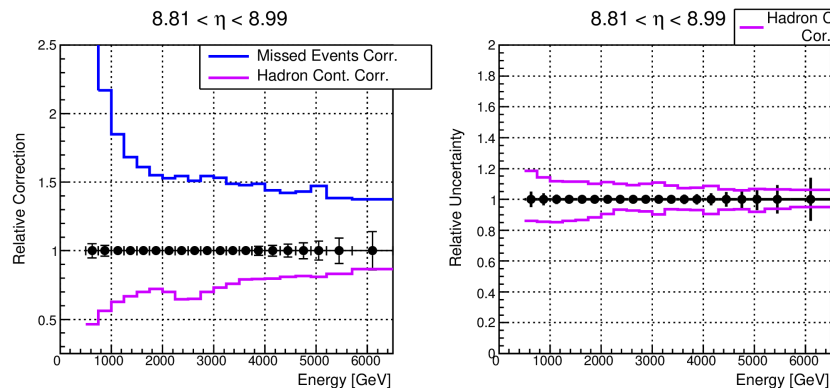 8.81 < η < 8.99
Missed Events Corr.
Hadron Cont. Corr.
Relative Correction
2.5
2
1.5
1
0.5
1000 2000 3000 4000 5000 6000
Energy [GeV]
8.81 < η < 8.99
Hadron C
Cor.
Relative Uncertainty
2
1.8
1.6
1.4
1.2
1
0.8
0.6
0.4
0.2
0
0 1000 2000 3000 4000 5000 6000
Energy [GeV]